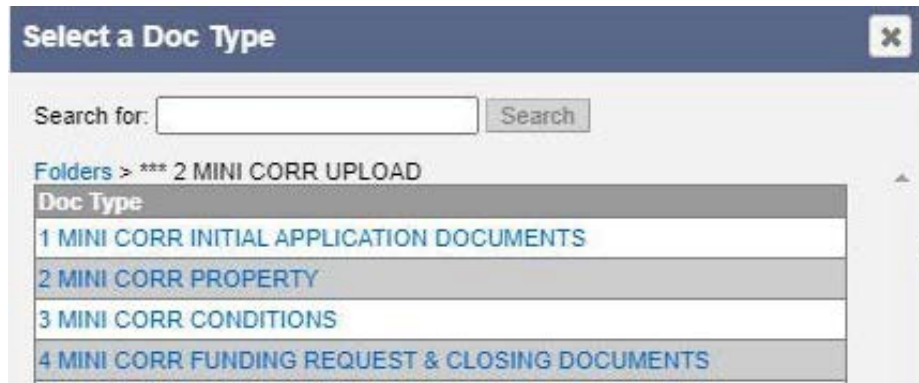 Select a Doc Type
Search for: Search
Folders > *** 2 MINI CORR UPLOAD
Doc Type
1 MINI CORR INITIAL APPLICATION DOCUMENTS
2 MINI CORR PROPERTY
3 MINI CORR CONDITIONS
4 MINI CORR FUNDING REQUEST & CLOSING DOCUMENTS